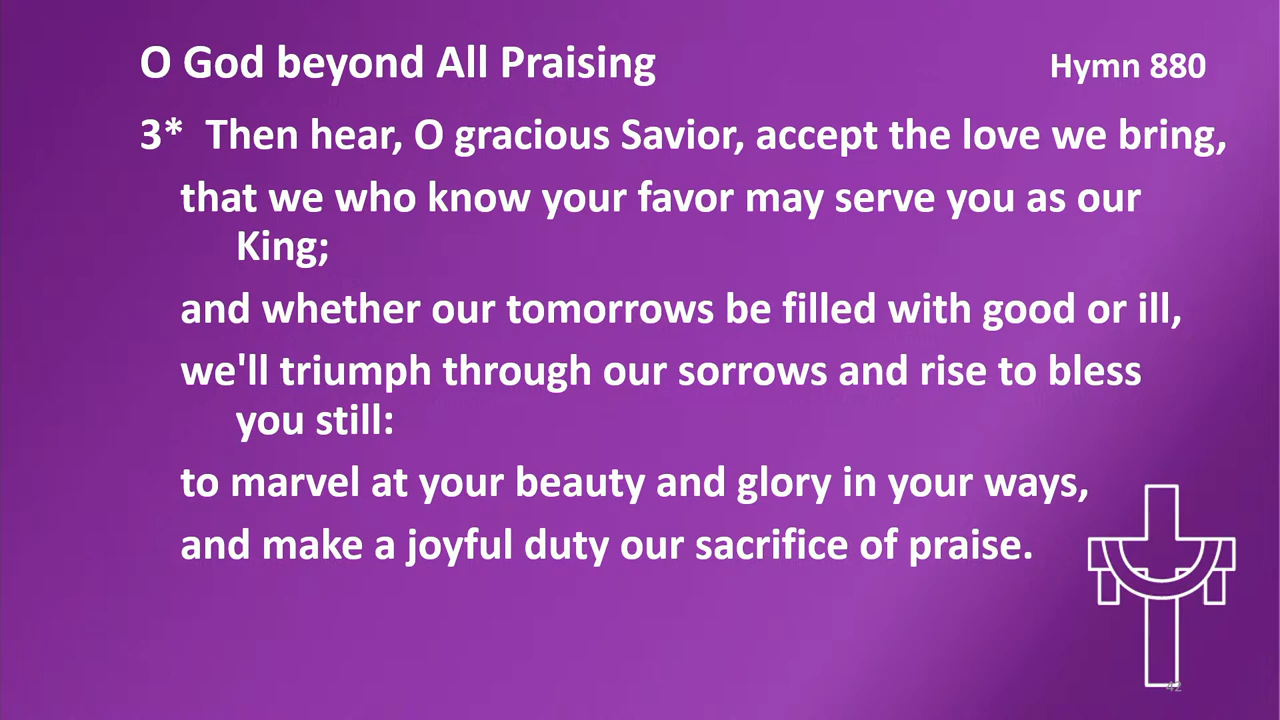 O God beyond All Praising Hymn 880
3* Then hear, O gracious Savior, accept the love we bring,
that we who know your favor may serve you as our
King;
and whether our tomorrows be filled with good or ill,
we'll triumph through our sorrows and rise to bless
you still:
to marvel at your beauty and glory in your ways,
and make a joyful duty our sacrifice of praise.
42